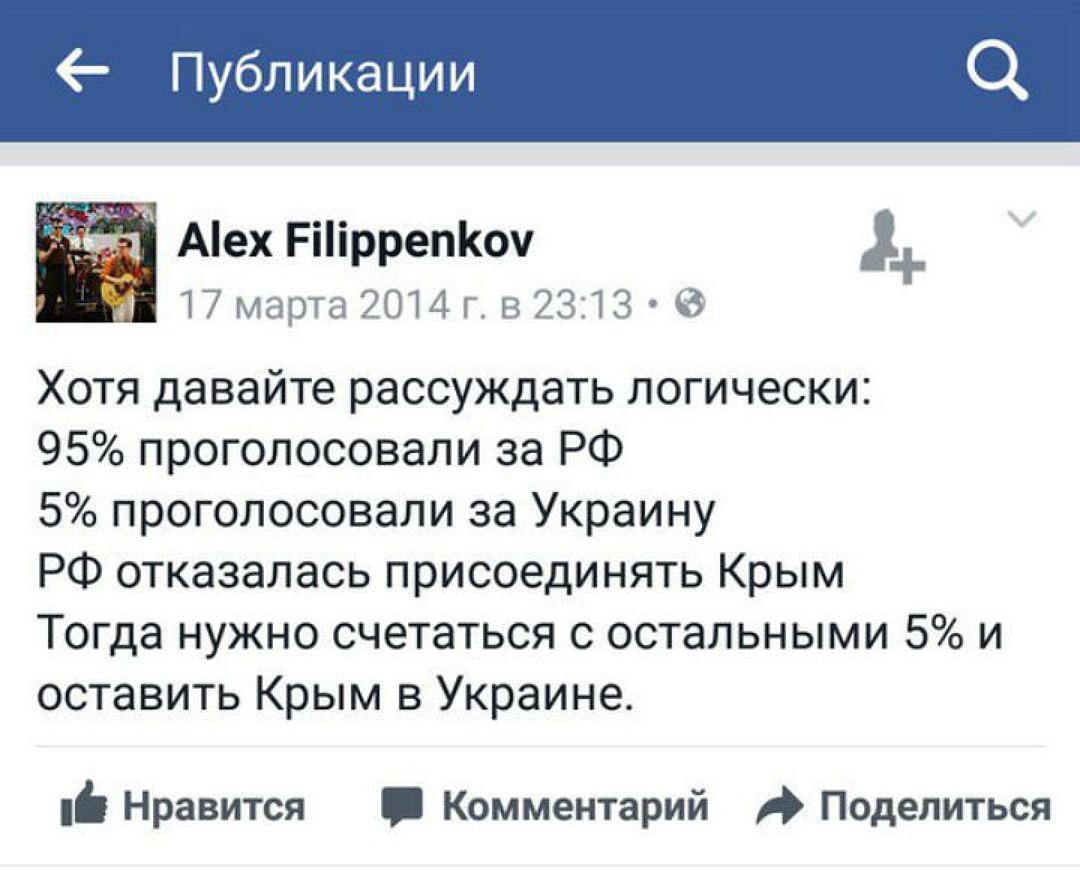 Публикации
Alex Filippenkov
17 марта 2014 г. в 23:13 •
Хотя давайте рассуждать логически:
95% проголосовали за РФ
5% проголосовали за Украину
РФ отказалась присоединять Крым
Тогда нужно счетаться с остальными 5% и
оставить Крым в Украине.
Нравится Комментарий Поделиться